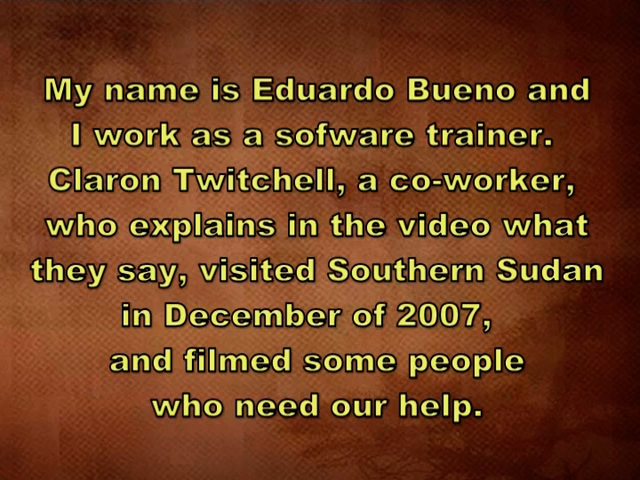 My name is Eduardo Bueno and
I work as a sofware trainer.
Claron Twitchell, a co-worker,
who explains in the video what
they say, visited Southern Sudan
in December of 2007,
and filmed some people
who need our help.